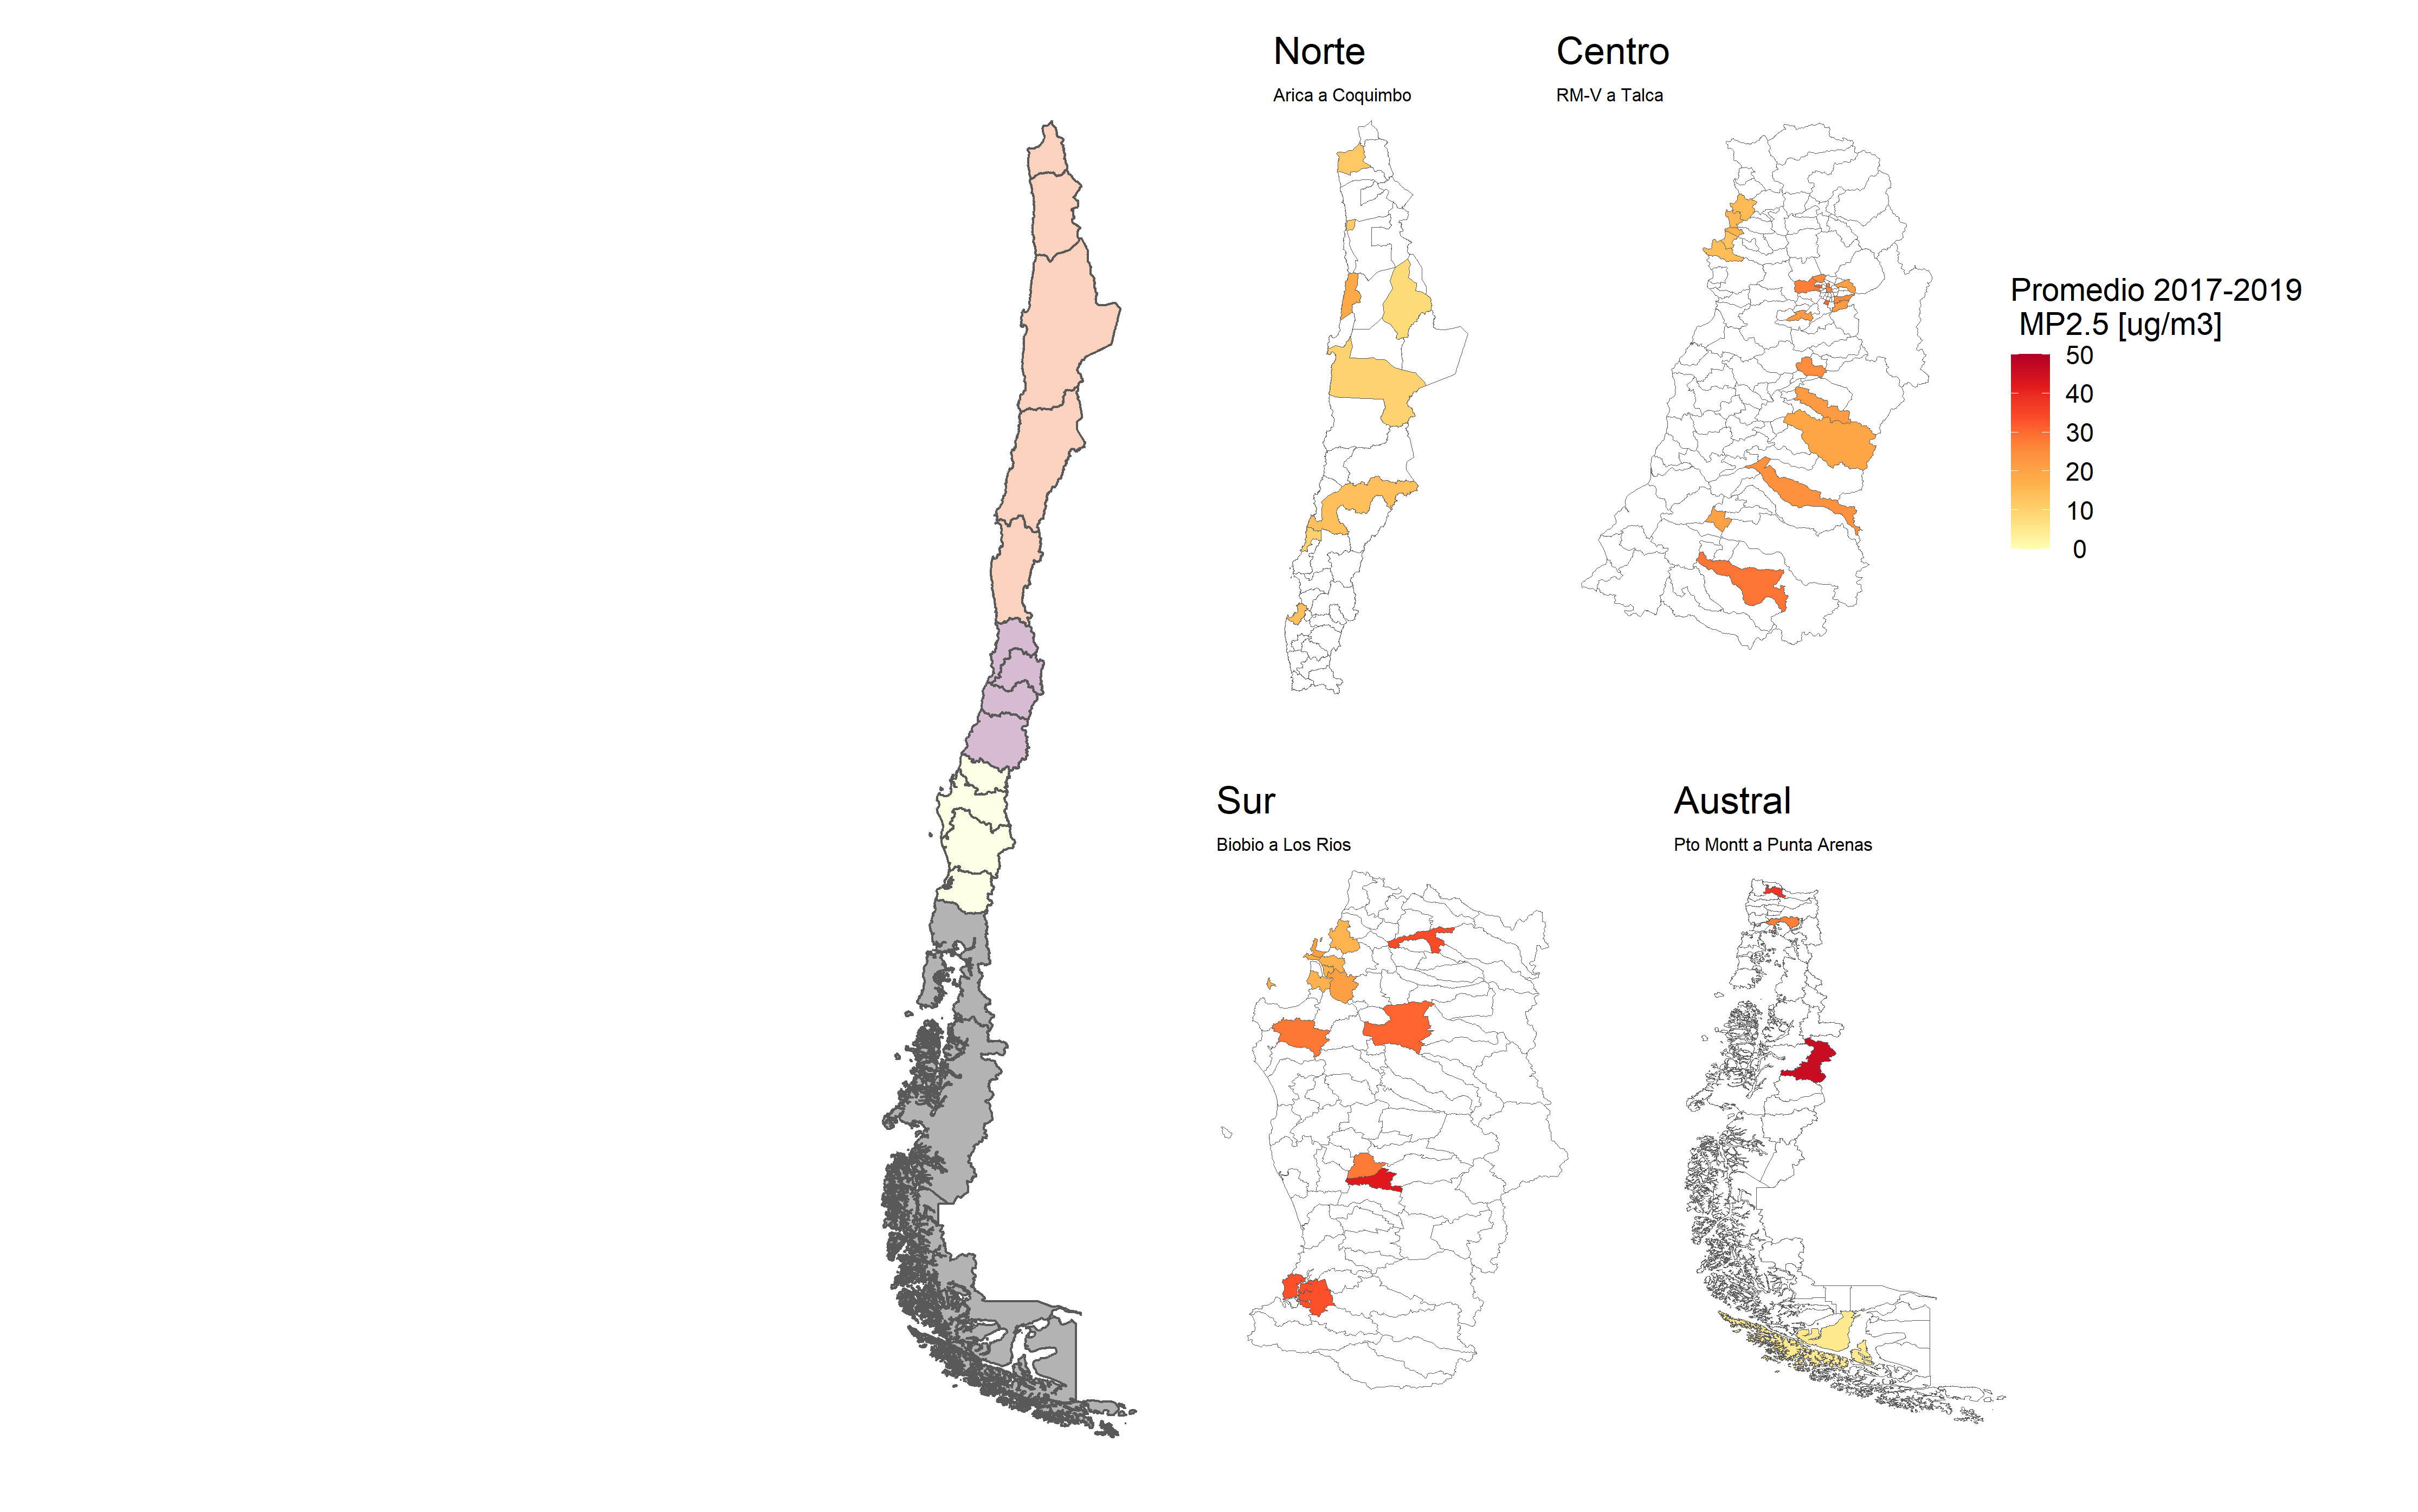 Norte
Arica a Coquimbo
Centro
RM-V a Talca
Promedio 2017-2019
MP2.5 [ug/m3]
50
40
30
20
10
0
Sur
Biobio a Los Rios
Austral
Pto Montt a Punta Arenas